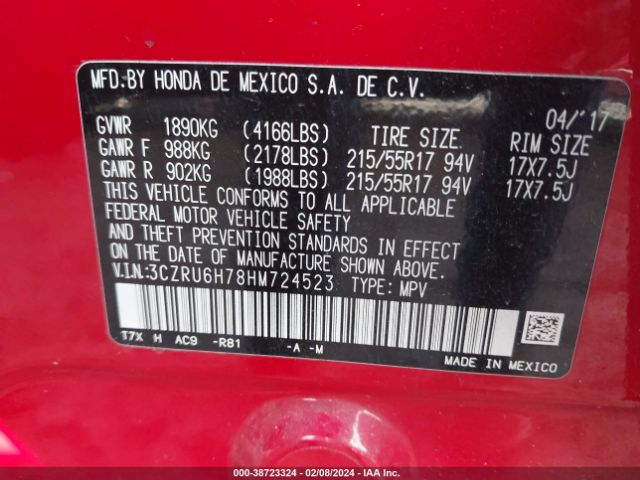 MFD.BY HONDA DE MEXICO S.A. DE C.V.
04/'17
GVWR 1890KG (4166LBS) TIRE SIZE RIM SIZE
GAWR F 988KG (2178LBS) 215/55R17 94V 17X7.5J
GAWR R 902KG (1988LBS) 215/55R17 94V 17X7.5J
THIS VEHICLE CONFORMS TO ALL APPLICABLE
FEDERAL MOTOR VEHICLE SAFETY
AND THEFT PREVENTION STANDARDS IN EFFECT
ON THE DATE OF MANUFACTURE SHOWN ABOVE.
V.I.N:3CZRU6H78HM724523 TYPE: MPV
T7X H AC9 -R81 -A -M
MADE IN MEXICO
000-38723324 - 02/08/2024 - IAA Inc.